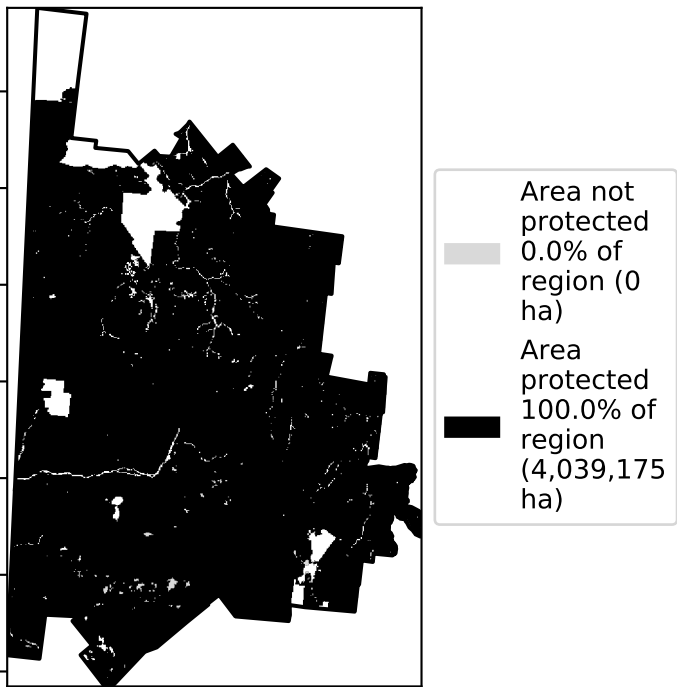 Area not
protected
0.0% of
region (0
ha)
Area
protected
100.0% of
region
(4,039,175
ha)